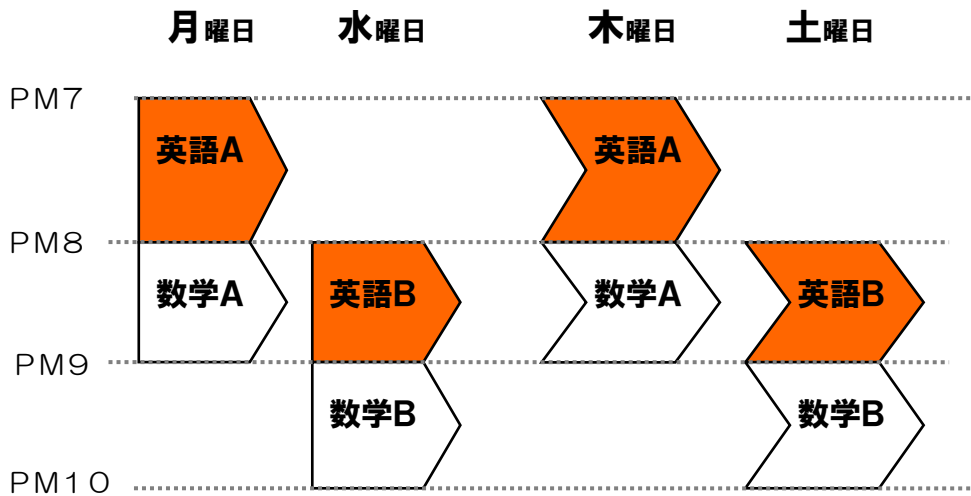 月曜日 水曜日 木曜日 土曜日
ＰＭ７
英語A 英語A
ＰＭ８
数学A 英語B 数学A 英語B
ＰＭ９
数学B 数学B
ＰＭ１０